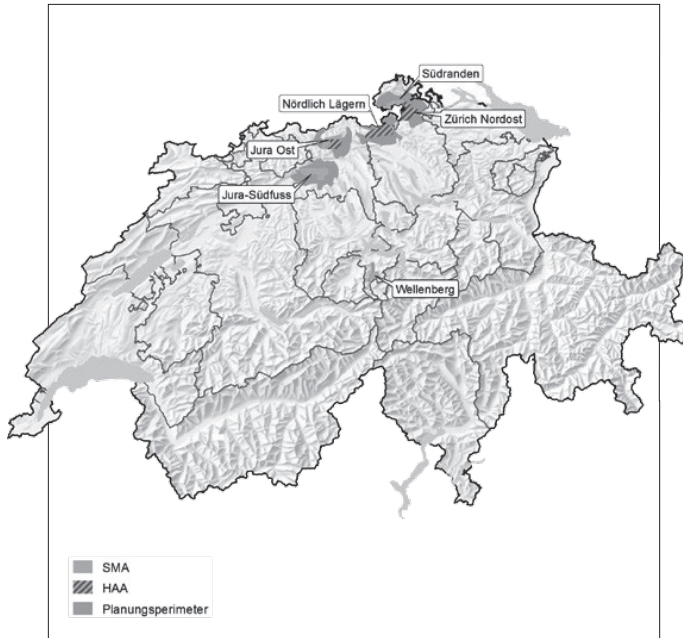 Südranden
Nördlich Lägern
Zürich Nordost
Jura Ost
Jura-Südfuss
Wellenberg
SMA
HAA
Planungsperimeter